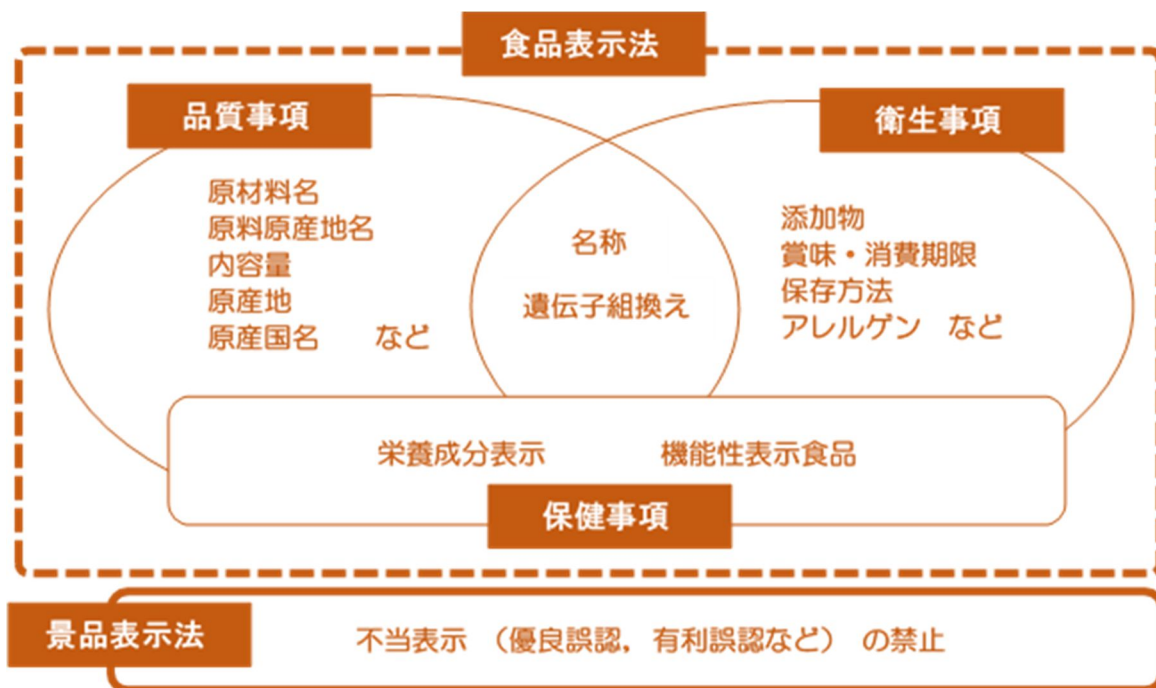 食品表示法
品質事項
衛生事項
原材料名
原料原産地名
内容量
原産地
原産国名 など
名称
遺伝子組換え
添加物
賞味・消費期限
保存方法
アレルゲン など
栄養成分表示 機能性表示食品
保健事項
景品表示法
不当表示 (優良誤認，有利誤認など) の禁止